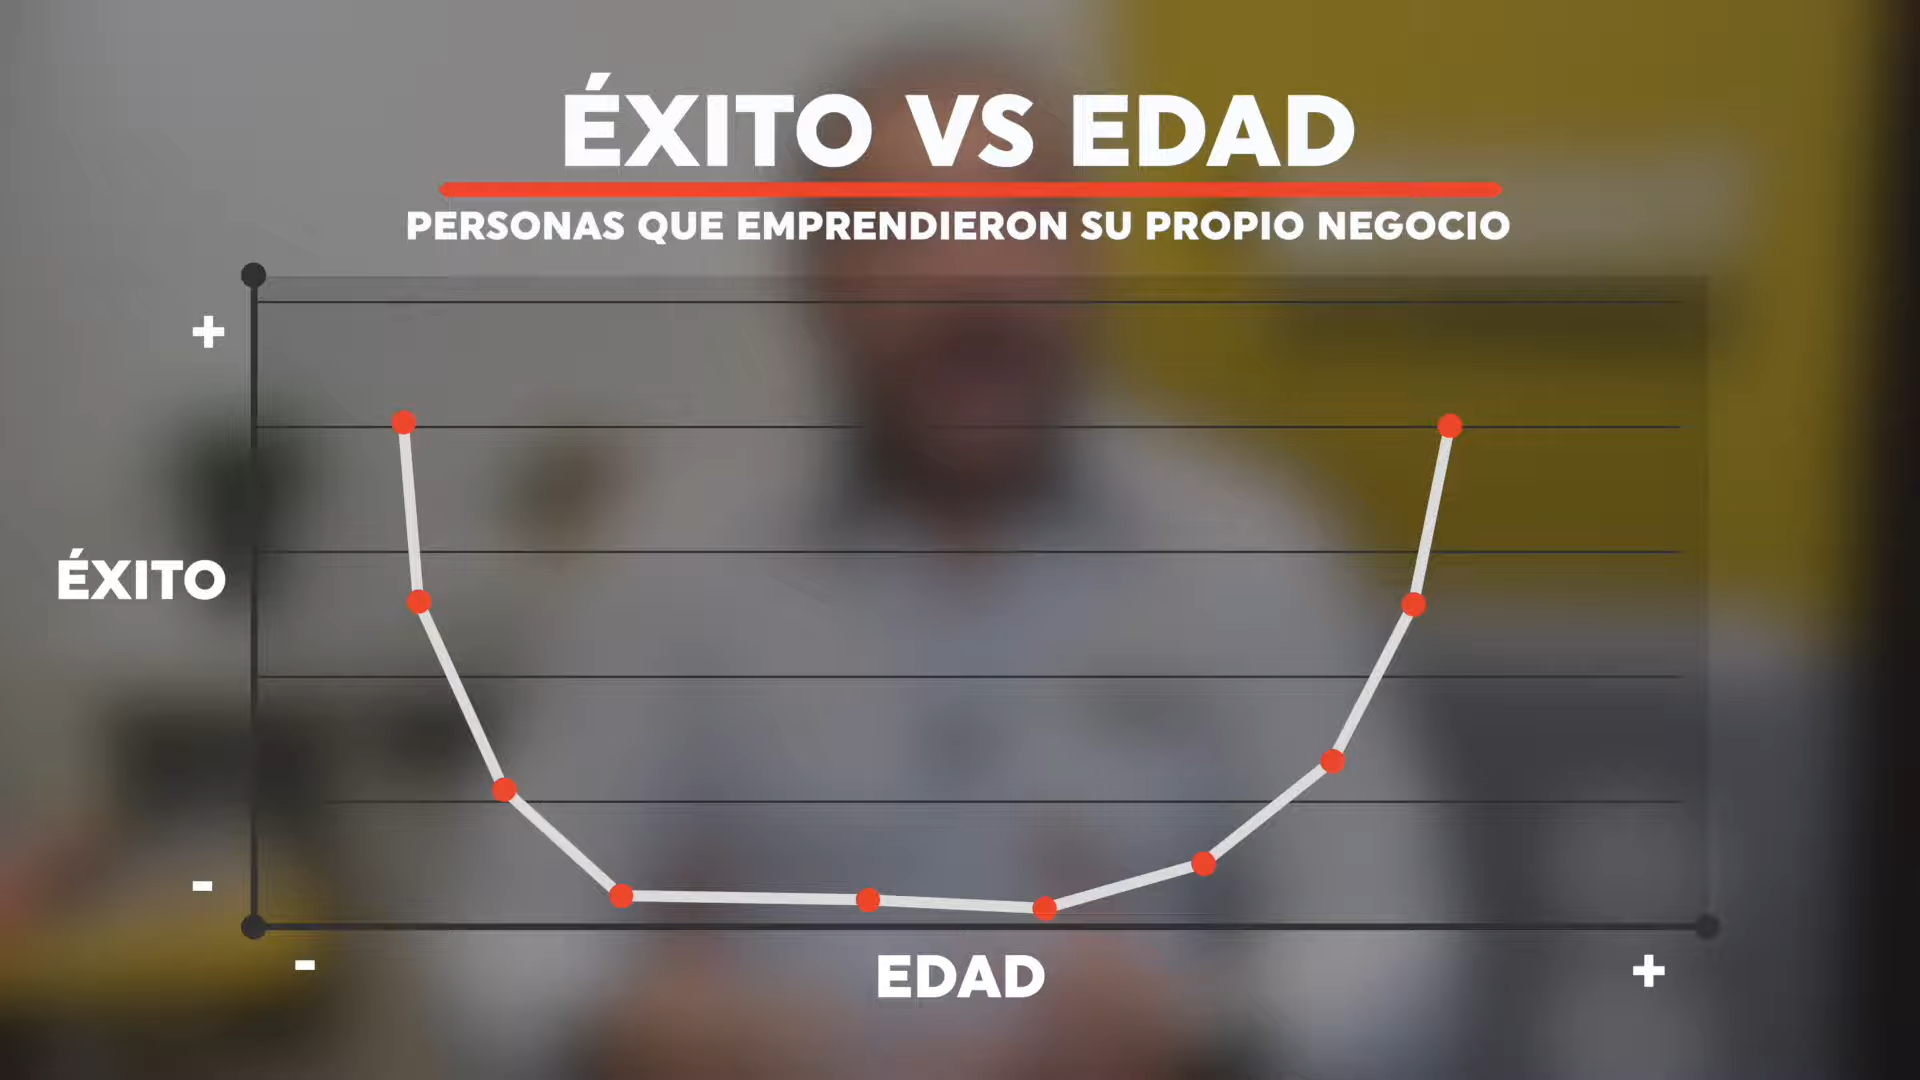 ÉXITO VS EDAD
PERSONAS QUE EMPRENDIERON SU PROPIO NEGOCIO
+
ÉXITO
-
-
EDAD
+